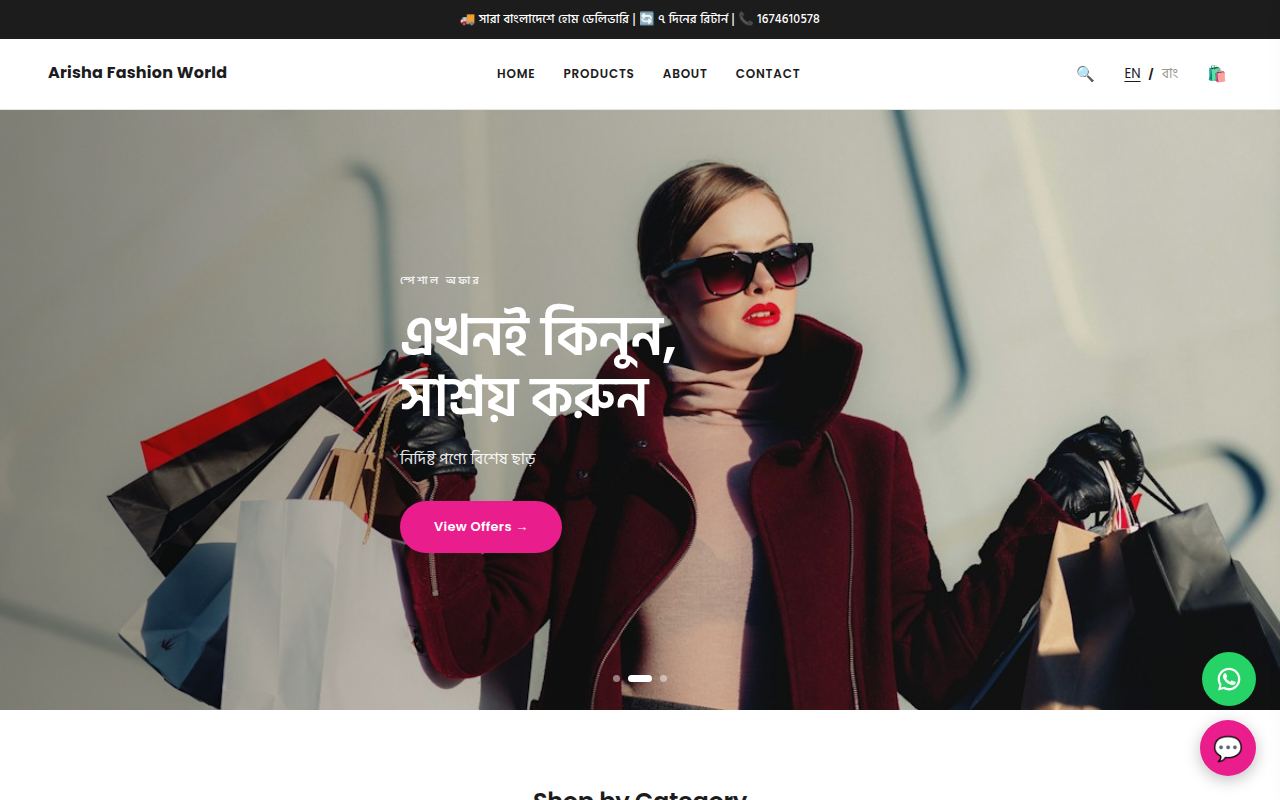 🚚 সারা বাংলাদেশে হোম ডেলিভারি | 🔄 ৭ দিনের রিটার্ন | 📞 1674610578
Arisha Fashion World
HOME PRODUCTS ABOUT CONTACT
EN / বাং
স্পেশাল অফার
এখনই কিনুন,
সাশ্রয় করুন
নির্দিষ্ট পণ্যে বিশেষ ছাড়
View Offers →
Shop by Category